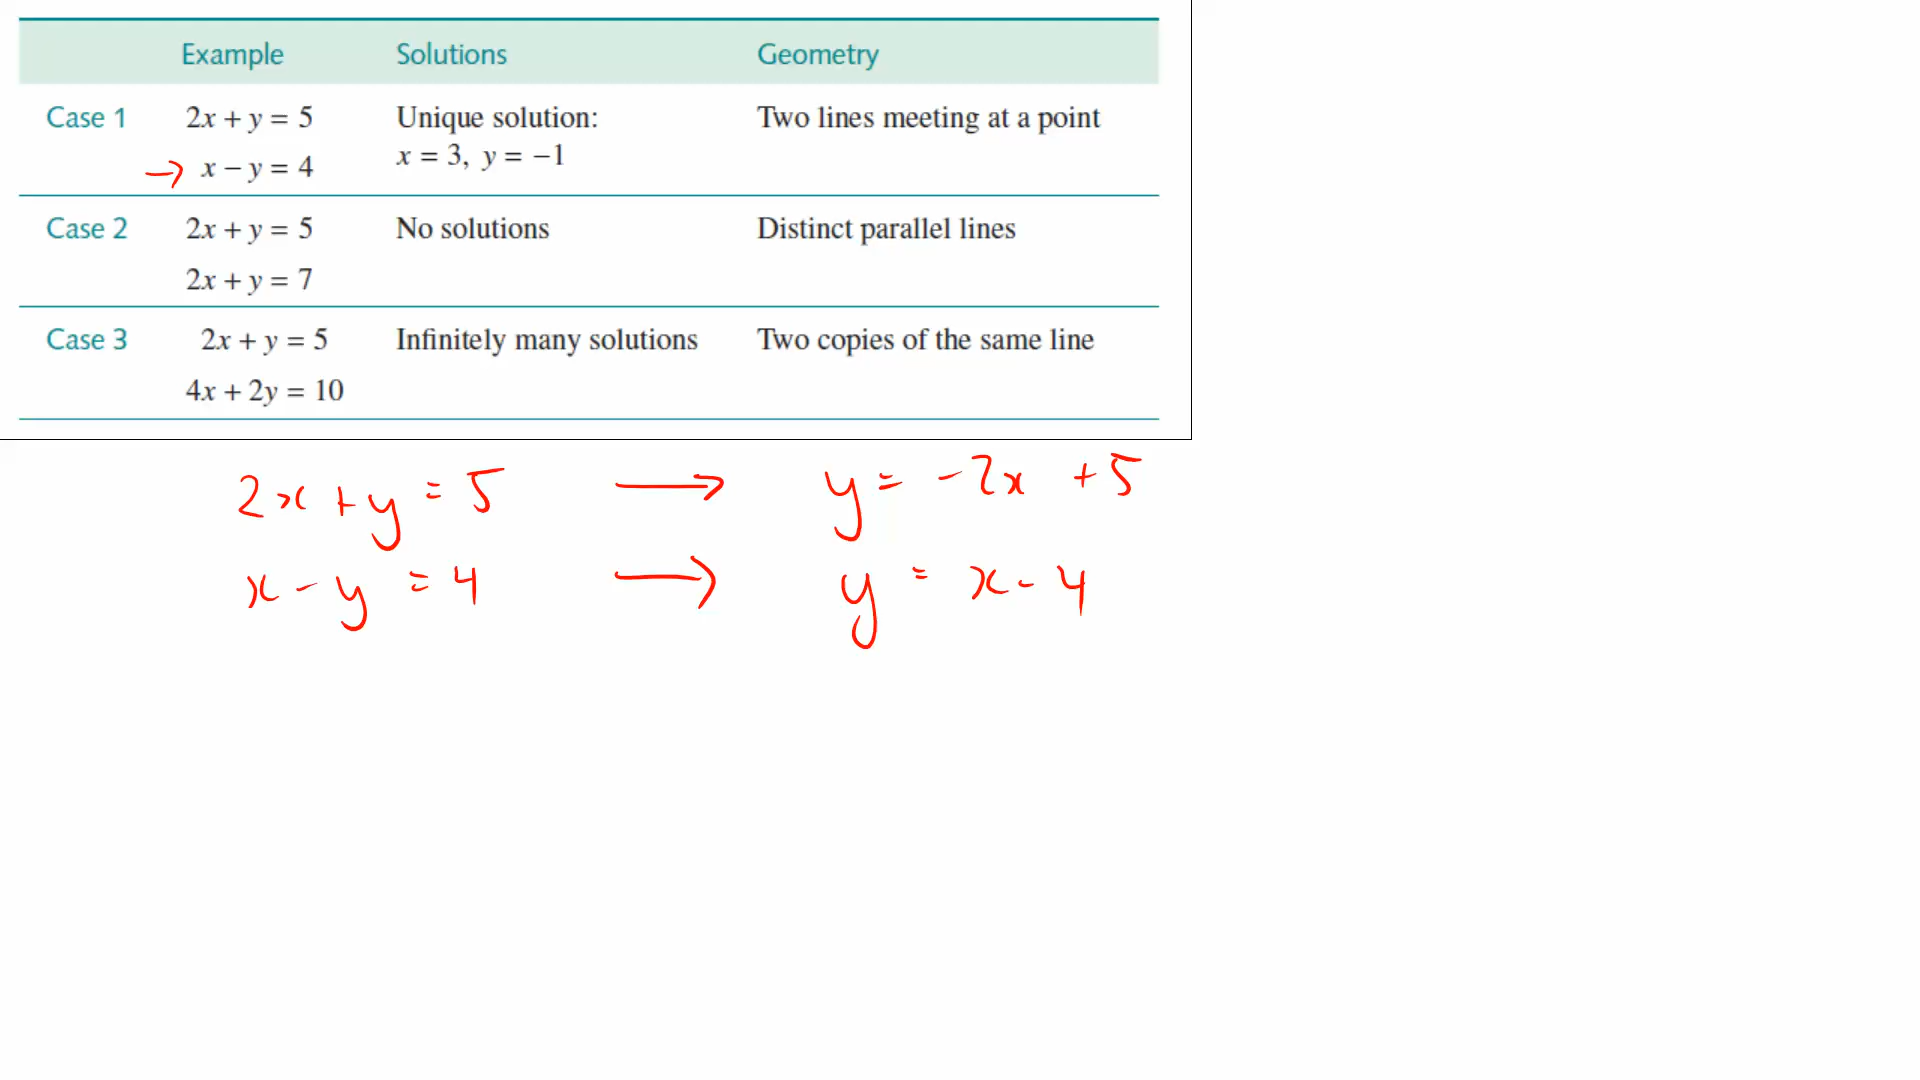 Example Solutions Geometry
Case 1 2x + y = 5 Unique solution: Two lines meeting at a point
x = 3, y = −1
→ x − y = 4
Case 2 2x + y = 5 No solutions Distinct parallel lines
2x + y = 7
Case 3 2x + y = 5 Infinitely many solutions Two copies of the same line
4x + 2y = 10
2x + y = 5 → y = -2x + 5
x - y = 4 → y = x - 4